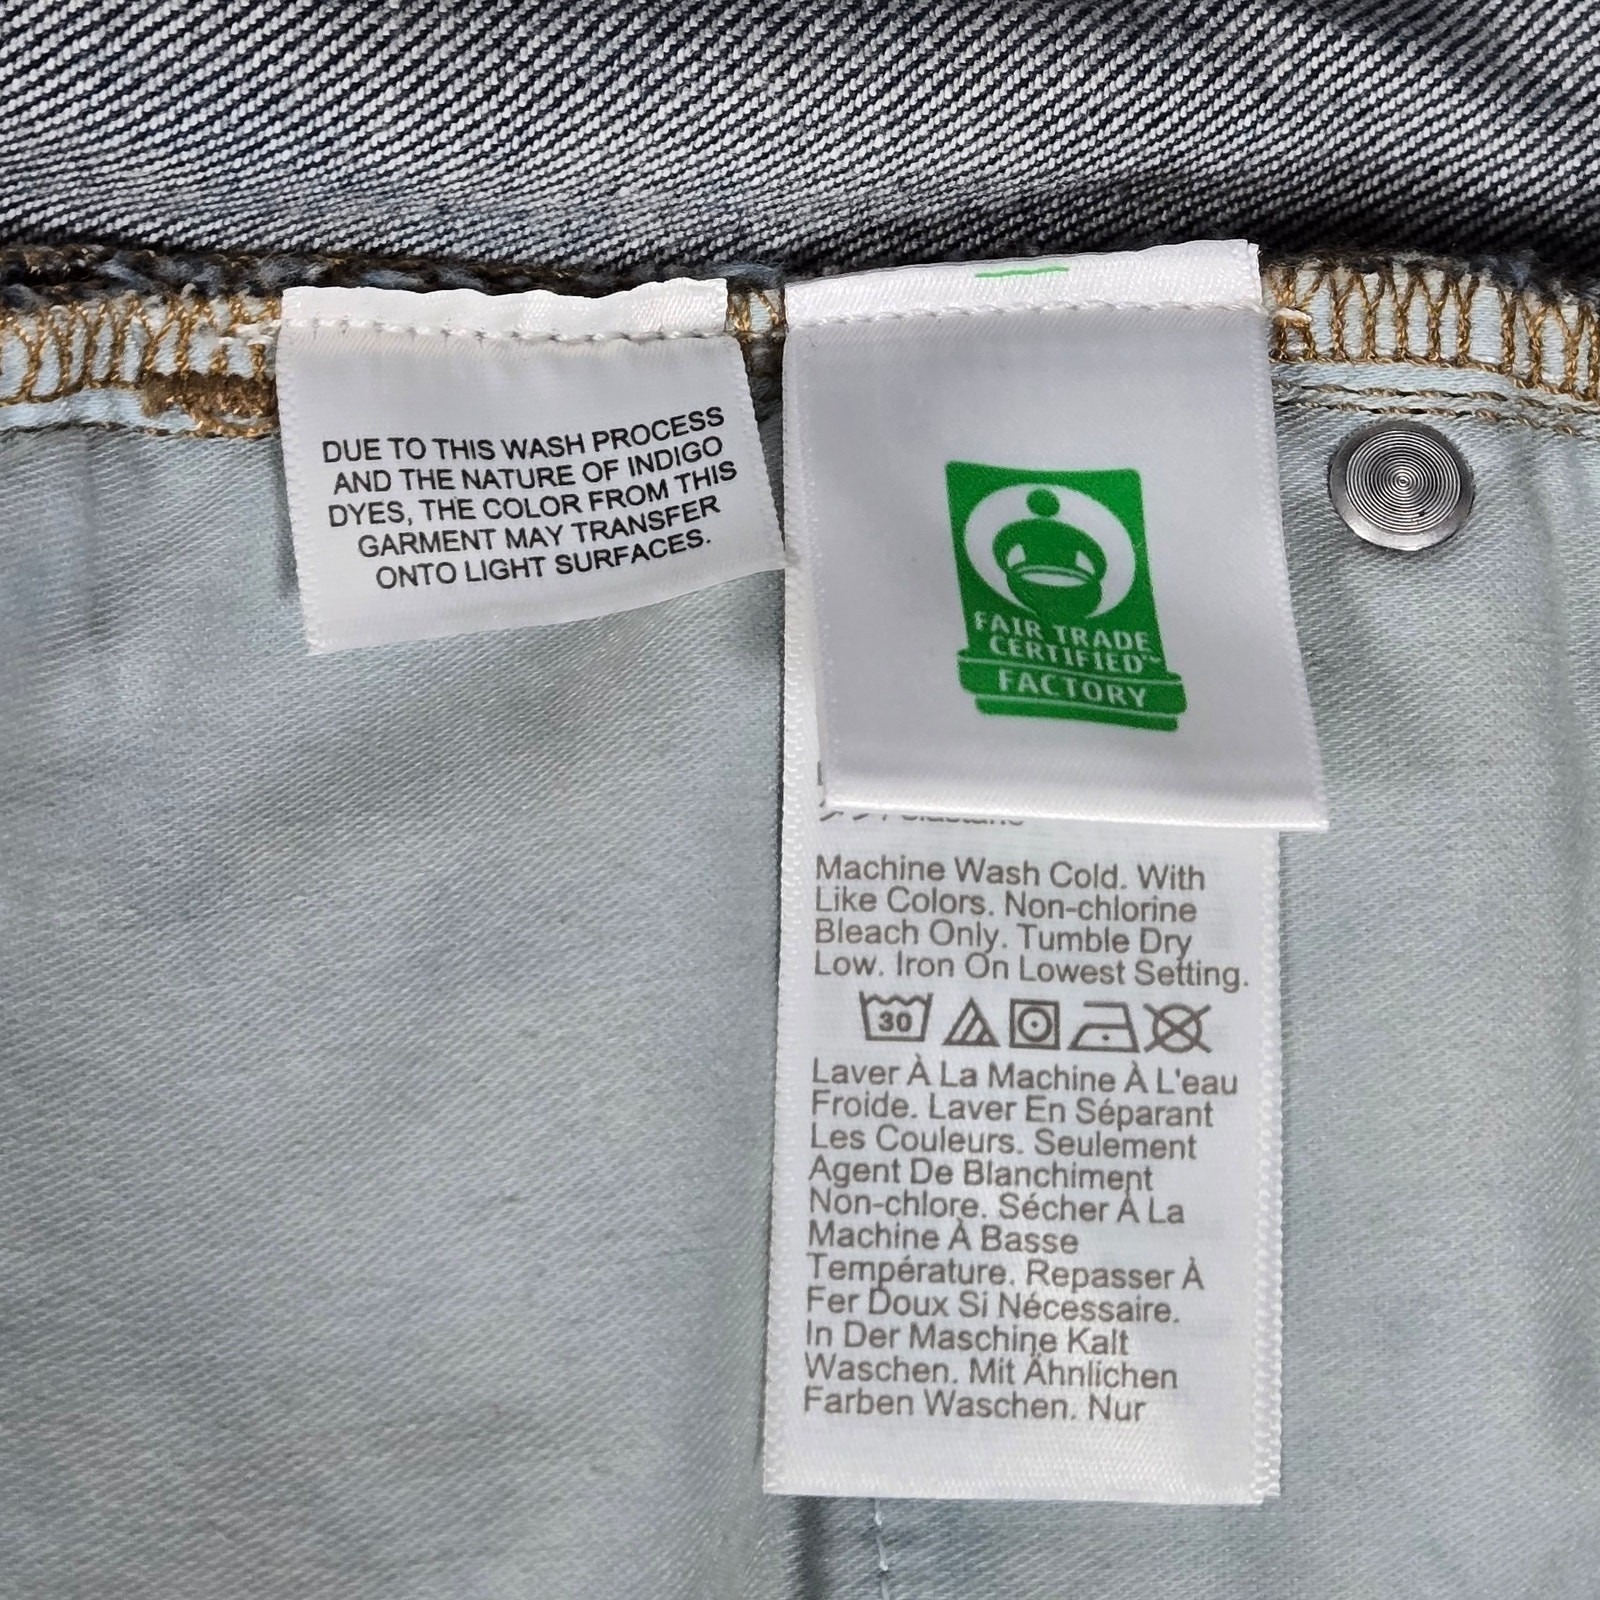 DUE TO THIS WASH PROCESS
AND THE NATURE OF INDIGO
DYES, THE COLOR FROM THIS
GARMENT MAY TRANSFER
ONTO LIGHT SURFACES.
FAIR TRADE
CERTIFIED™
FACTORY
Machine Wash Cold. With
Like Colors. Non-chlorine
Bleach Only. Tumble Dry
Low. Iron On Lowest Setting.
30
Laver À La Machine À L'eau
Froide. Laver En Séparant
Les Couleurs. Seulement
Agent De Blanchiment
Non-chlore. Sécher À La
Machine À Basse
Température. Repasser À
Fer Doux Si Nécessaire.
In Der Maschine Kalt
Waschen. Mit Ähnlichen
Farben Waschen. Nur